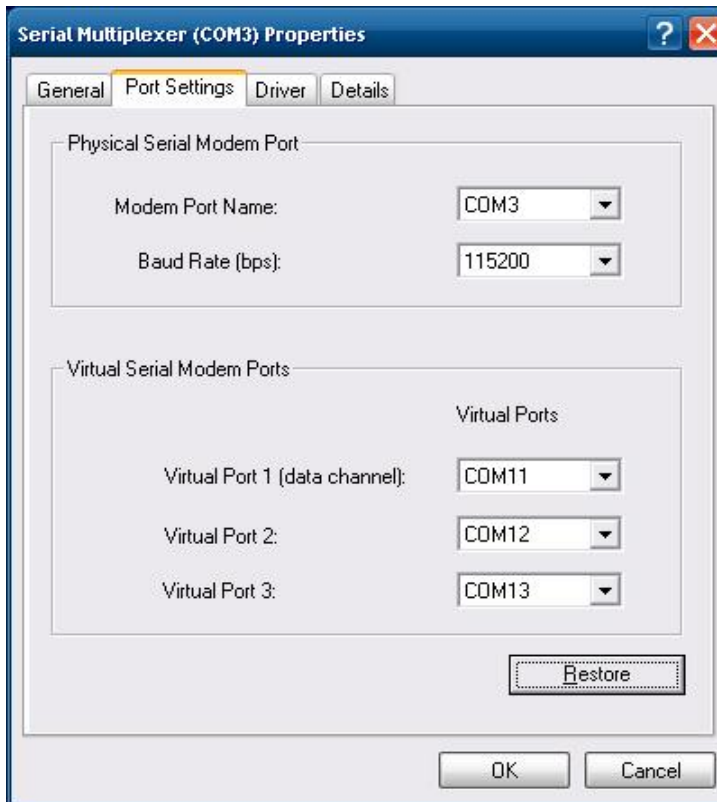 Serial Multiplexer (COM3) Properties
General Port Settings Driver Details
Physical Serial Modem Port
Modem Port Name: COM3
Baud Rate (bps): 115200
Virtual Serial Modem Ports
Virtual Ports
Virtual Port 1 (data channel): COM11
Virtual Port 2: COM12
Virtual Port 3: COM13
Restore
OK Cancel